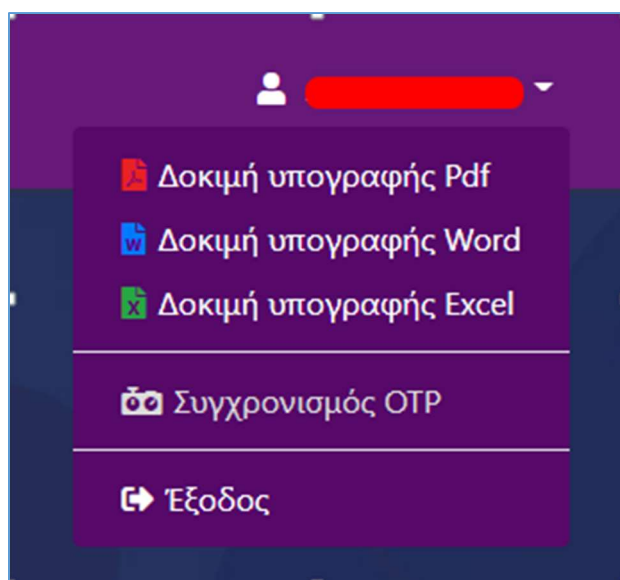 Δοκιμή υπογραφής Pdf
Δοκιμή υπογραφής Word
Δοκιμή υπογραφής Excel
Συγχρονισμός OTP
Έξοδος